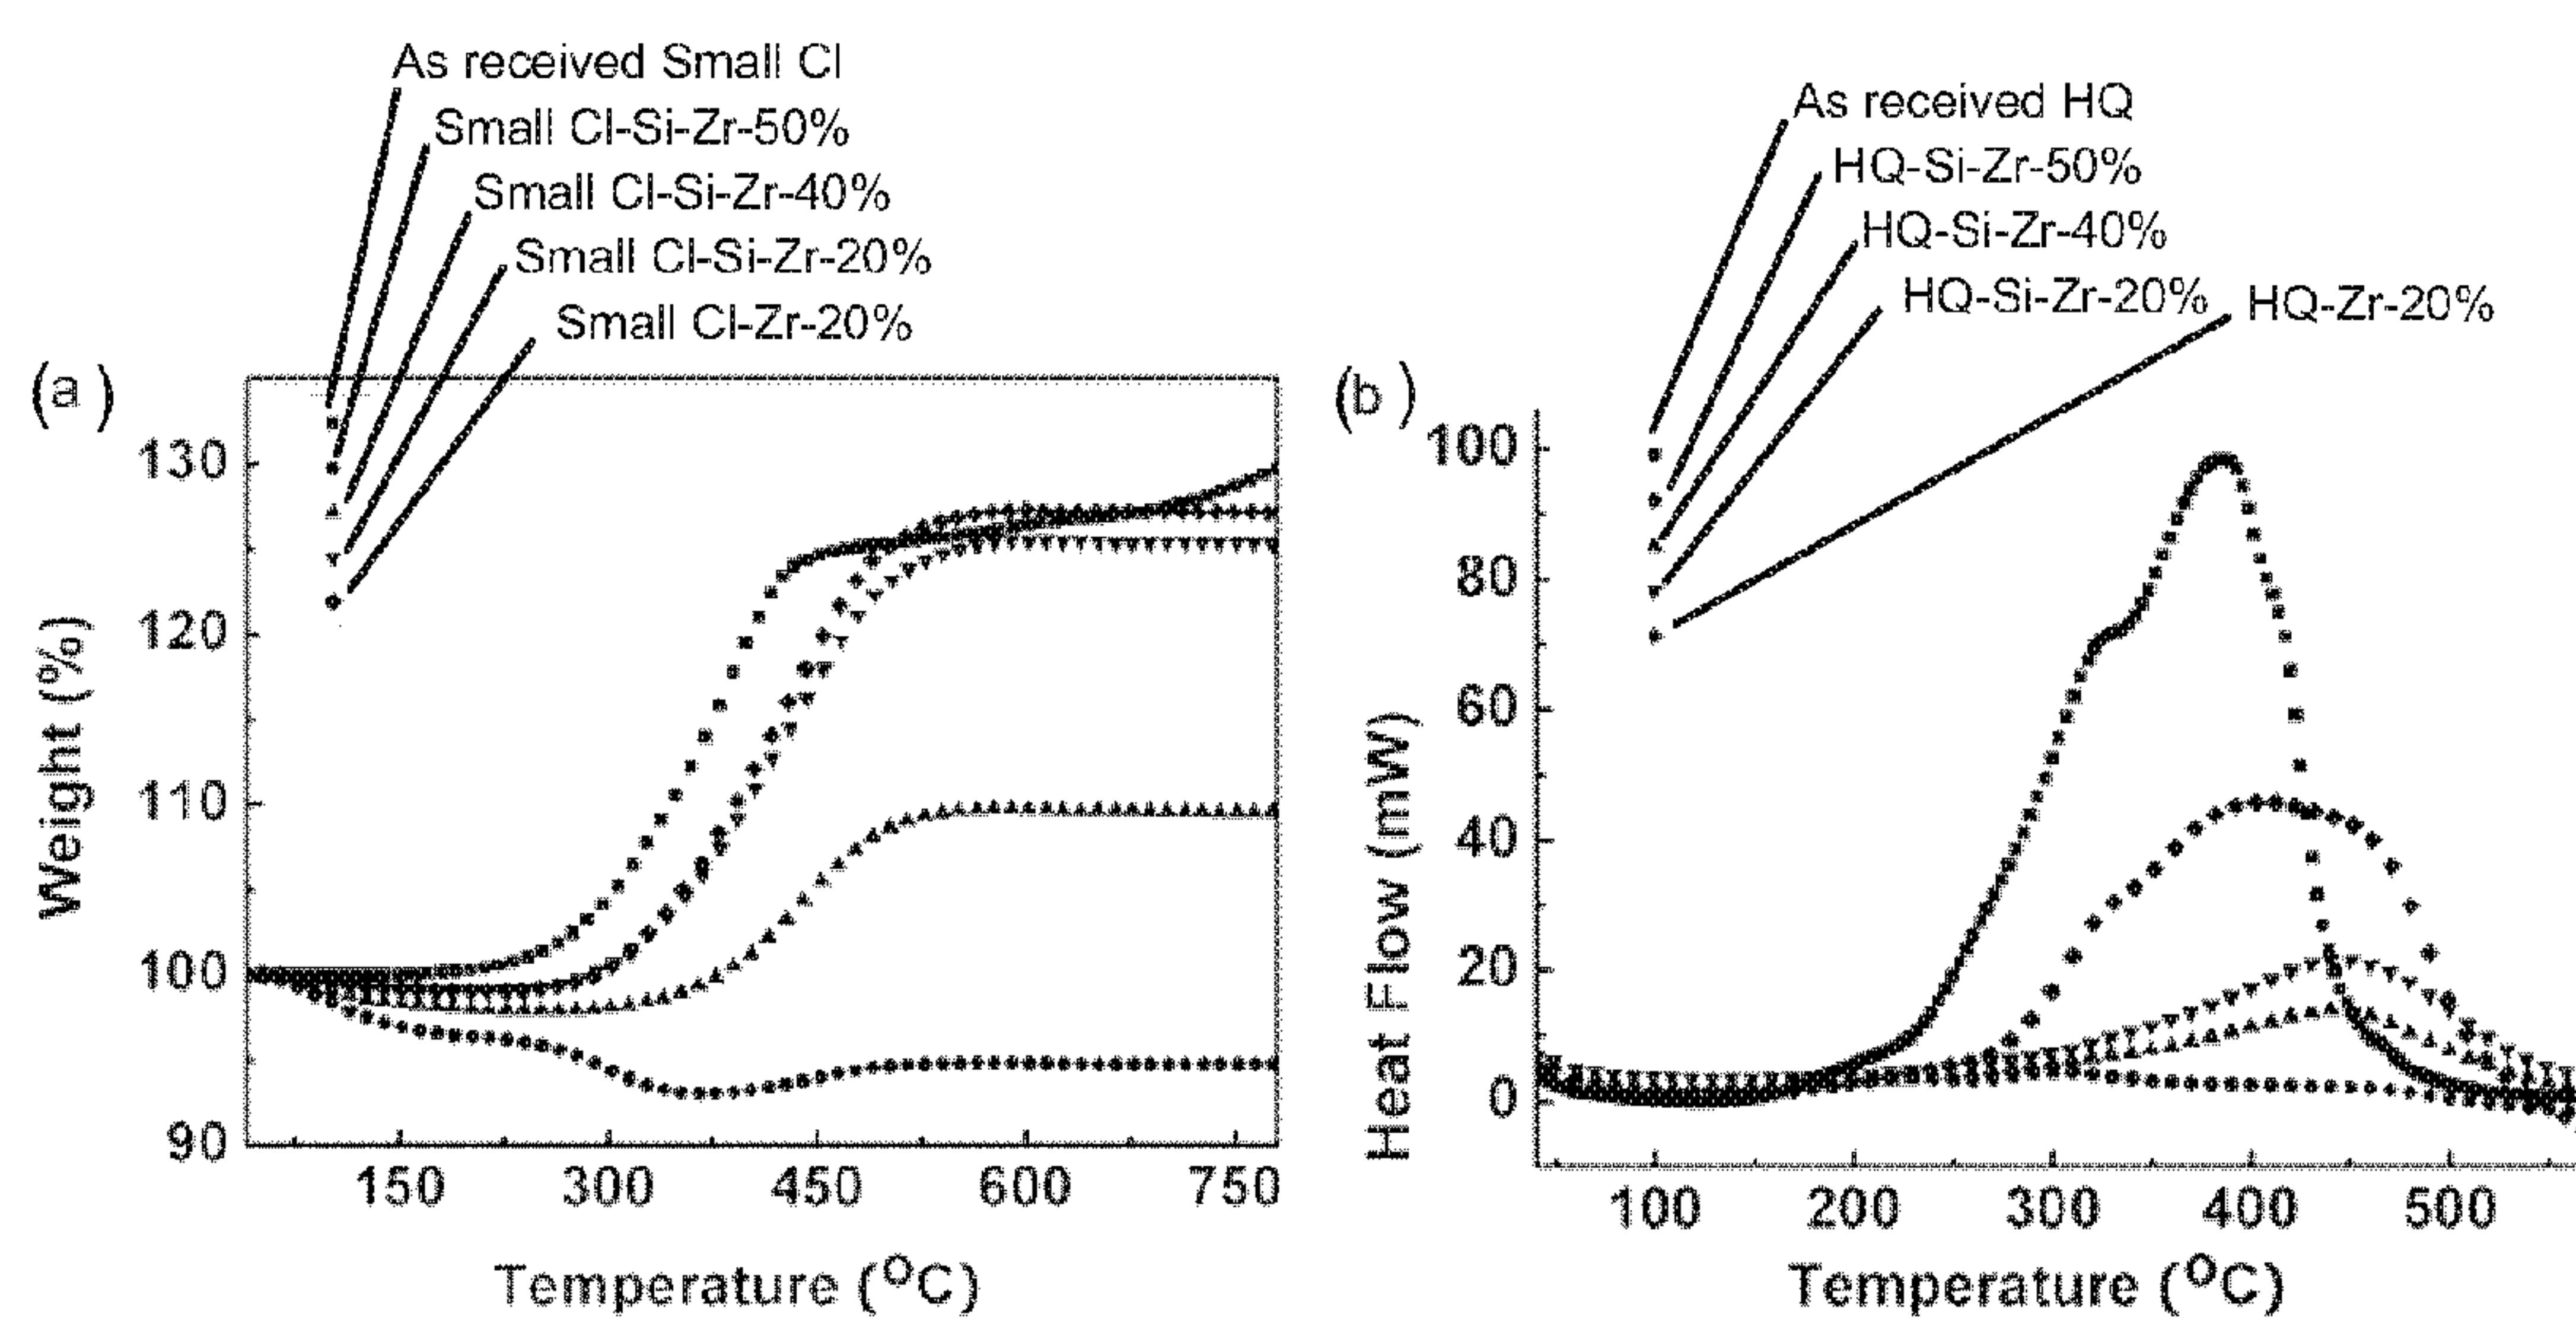 As received Small Cl
Small Cl-Si-Zr-50%
Small Cl-Si-Zr-40%
Small Cl-Si-Zr-20%
Small Cl-Zr-20%
(a)
130
120
110
100
90
Weight (%)
150 300 450 600 750
Temperature (°C)
As received HQ
HQ-Si-Zr-50%
HQ-Si-Zr-40%
HQ-Si-Zr-20% HQ-Zr-20%
(b)
100
80
60
40
20
0
Heat Flow (mW)
100 200 300 400 500
Temperature (°C)